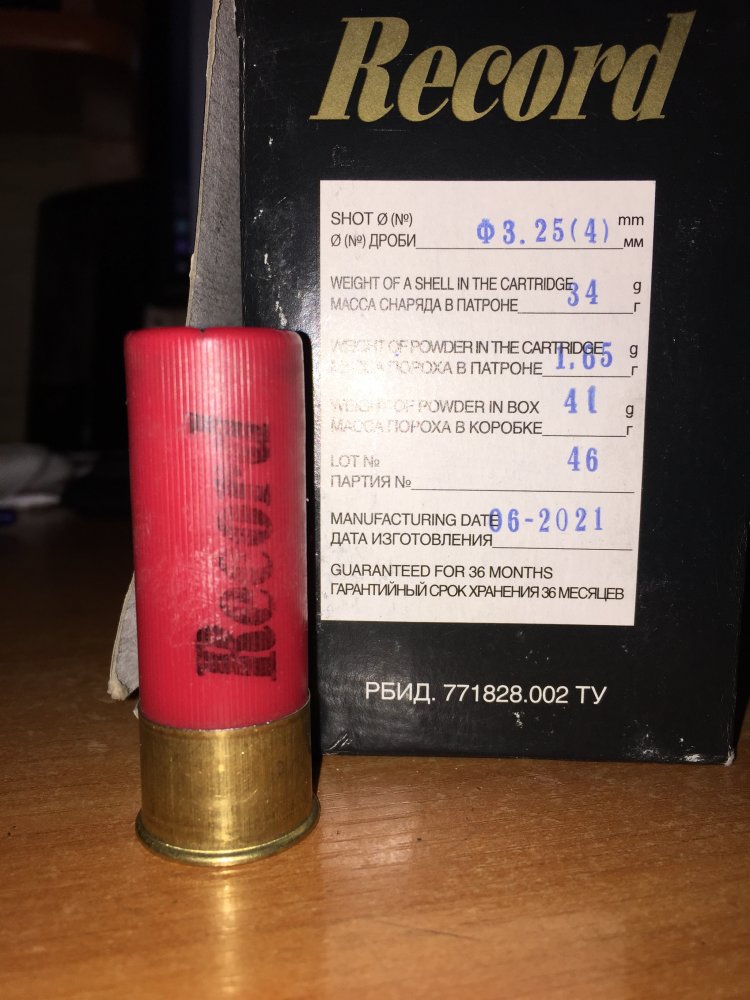 Record
SHOT Ø (№) mm
Ø (№) ДРОБИ Ф3.25(4) мм
WEIGHT OF A SHELL IN THE CARTRIDGE g
МАССА СНАРЯДА В ПАТРОНЕ 34 г
WEIGHT OF POWDER IN THE CARTRIDGE g
МАССА ПОРОХА В ПАТРОНЕ 1.65 г
WEIGHT OF POWDER IN BOX 41 g
МАССА ПОРОХА В КОРОБКЕ г
LOT № 46
ПАРТИЯ №
MANUFACTURING DATE 06-2021
ДАТА ИЗГОТОВЛЕНИЯ
GUARANTEED FOR 36 MONTHS
ГАРАНТИЙНЫЙ СРОК ХРАНЕНИЯ 36 МЕСЯЦЕВ
РБИД. 771828.002 ТУ
Record